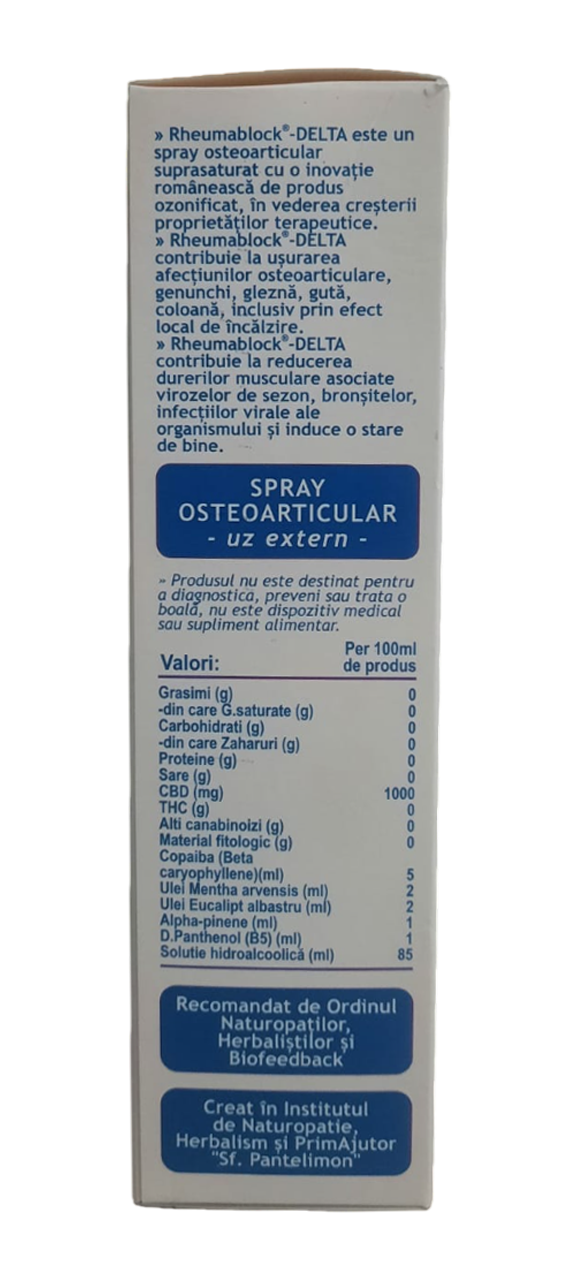 » Rheumablock®-DELTA este un
spray osteoarticular
suprasaturat cu o inovație
românească de produs
ozonificat, în vederea creșterii
proprietăților terapeutice.
» Rheumablock®-DELTA
contribuie la ușurarea
afecțiunilor osteoarticulare,
genunchi, gleznă, gută,
coloană, inclusiv prin efect
local de încălzire.
» Rheumablock®-DELTA
contribuie la reducerea
durerilor musculare asociate
virozelor de sezon, bronșitelor,
infecțiilor virale ale
organismului și induce o stare
de bine.
SPRAY
OSTEOARTICULAR
- uz extern -
» Produsul nu este destinat pentru
a diagnostica, preveni sau trata o
boală, nu este dispozitiv medical
sau supliment alimentar.
Per 100ml
Valori: de produs
Grasimi (g) 0
-din care G.saturate (g) 0
Carbohidrati (g) 0
-din care Zaharuri (g) 0
Proteine (g) 0
Sare (g) 0
CBD (mg) 1000
THC (g) 0
Alti canabinoizi (g) 0
Material fitologic (g) 0
Copaiba (Beta
caryophyllene)(ml) 5
Ulei Mentha arvensis (ml) 2
Ulei Eucalipt albastru (ml) 2
Alpha-pinene (ml) 1
D.Panthenol (B5) (ml) 1
Solutie hidroalcoolică (ml) 85
Recomandat de Ordinul
Naturopaților,
Herbaliștilor și
Biofeedback
Creat în Institutul
de Naturopatie,
Herbalism și PrimAjutor
"Sf. Pantelimon"